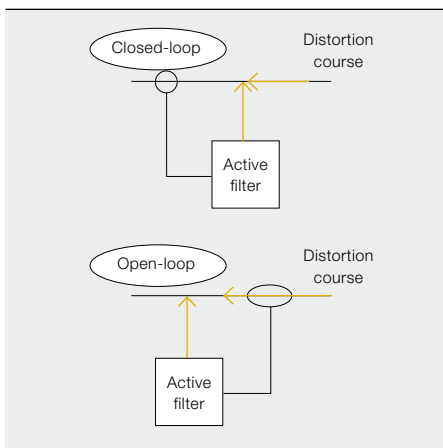 Closed-loop
Distortion
course
Active
filter
Open-loop
Distortion
course
Active
filter